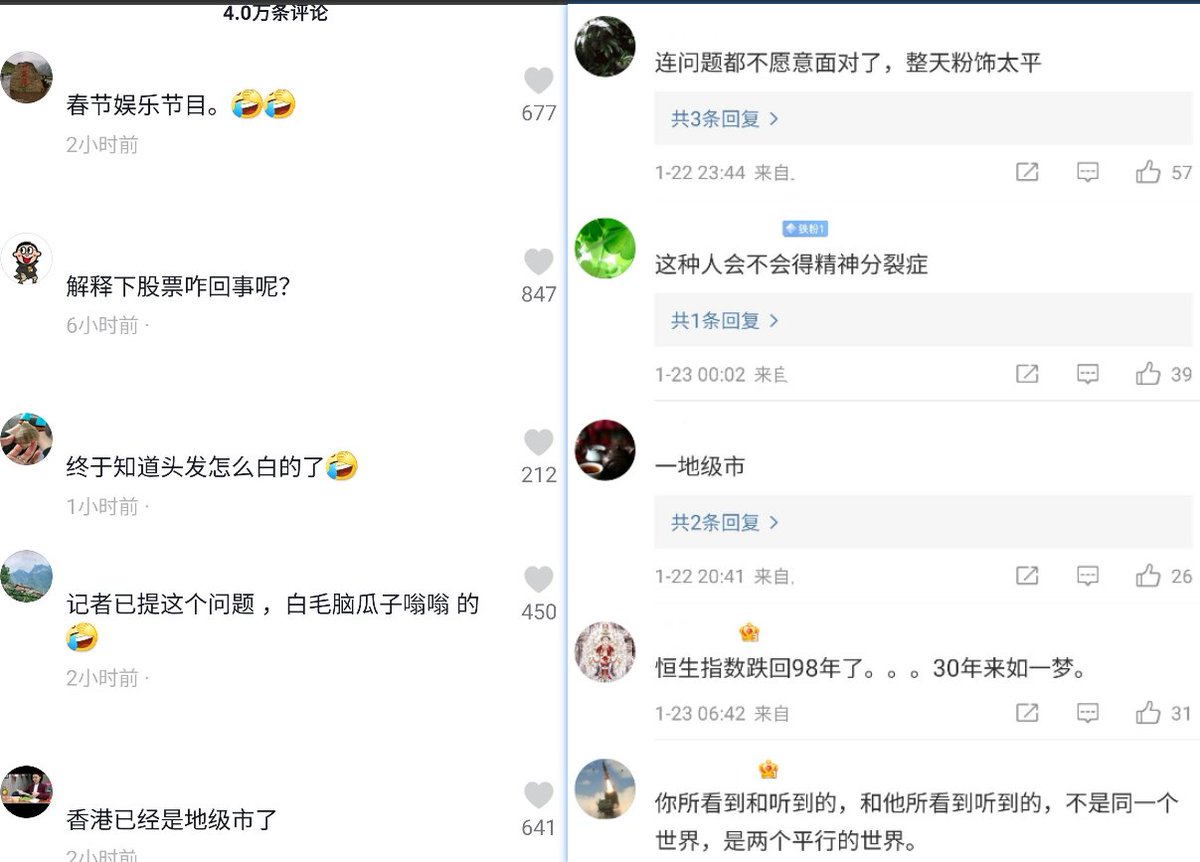 4.0万条评论
春节娱乐节目。🤣🤣
677
2小时前
解释下股票咋回事呢？
847
6小时前 ·
终于知道头发怎么白的了🤣
212
1小时前 ·
记者已提这个问题 ，白毛脑瓜子嗡嗡 的
🤣
450
2小时前 ·
香港已经是地级市了
641
2小时前
连问题都不愿意面对了，整天粉饰太平
共3条回复 >
1-22 23:44 来自
57
铁粉1
这种人会不会得精神分裂症
共1条回复 >
1-23 00:02 来自
39
一地级市
共2条回复 >
1-22 20:41 来自
26
恒生指数跌回98年了。。。30年来如一梦。
1-23 06:42 来自
31
你所看到和听到的，和他所看到听到的，不是同一个
世界，是两个平行的世界。